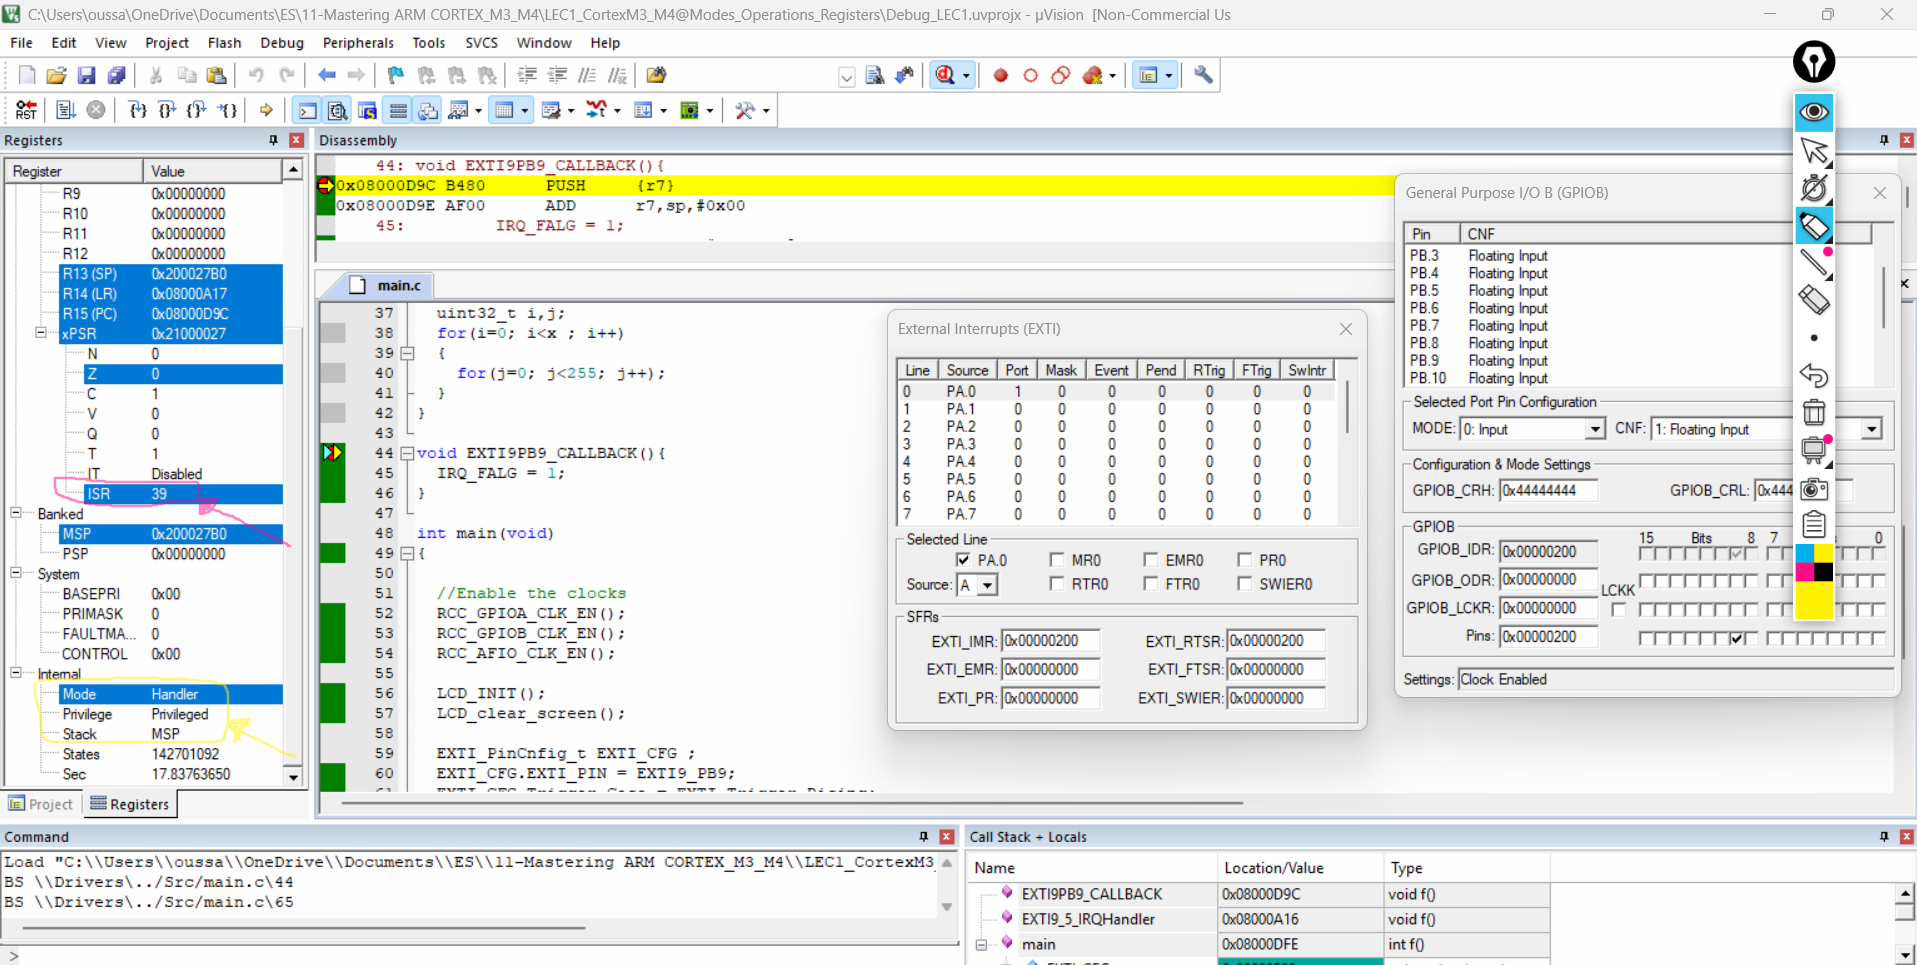 C:\Users\oussa\OneDrive\Documents\ES\11-Mastering ARM CORTEX_M3_M4\LEC1_CortexM3_M4@Modes_Operations_Registers\Debug_LEC1.uvprojx - µVision [Non-Commercial Us
File Edit View Project Flash Debug Peripherals Tools SVCS Window Help
RST
Registers
Register Value
R9 0x00000000
R10 0x00000000
R11 0x00000000
R12 0x00000000
R13 (SP) 0x200027B0
R14 (LR) 0x08000A17
R15 (PC) 0x08000D9C
xPSR 0x21000027
N 0
Z 0
C 1
V 0
Q 0
T 1
IT Disabled
ISR 39
Banked
MSP 0x200027B0
PSP 0x00000000
System
BASEPRI 0x00
PRIMASK 0
FAULTMA... 0
CONTROL 0x00
Internal
Mode Handler
Privilege Privileged
Stack MSP
States 142701092
Sec 17.83763650
Project Registers
Disassembly
44: void EXTI9PB9_CALLBACK(){
0x08000D9C B480 PUSH {r7}
0x08000D9E AF00 ADD r7,sp,#0x00
45: IRQ_FALG = 1;
main.c
37 uint32_t i,j;
38 for(i=0; i<x ; i++)
39 {
40 for(j=0; j<255; j++);
41 }
42 }
43
44 void EXTI9PB9_CALLBACK(){
45 IRQ_FALG = 1;
46 }
47
48 int main(void)
49 {
50
51 //Enable the clocks
52 RCC_GPIOA_CLK_EN();
53 RCC_GPIOB_CLK_EN();
54 RCC_AFIO_CLK_EN();
55
56 LCD_INIT();
57 LCD_clear_screen();
58
59 EXTI_PinCnfig_t EXTI_CFG ;
60 EXTI_CFG.EXTI_PIN = EXTI9_PB9;
External Interrupts (EXTI)
Line Source Port Mask Event Pend RTrig FTrig SwIntr
0 PA.0 1 0 0 0 0 0 0
1 PA.1 0 0 0 0 0 0 0
2 PA.2 0 0 0 0 0 0 0
3 PA.3 0 0 0 0 0 0 0
4 PA.4 0 0 0 0 0 0 0
5 PA.5 0 0 0 0 0 0 0
6 PA.6 0 0 0 0 0 0 0
7 PA.7 0 0 0 0 0 0 0
Selected Line
PA.0 MR0 EMR0 PR0
Source: A RTR0 FTR0 SWIER0
SFRs
EXTI_IMR: 0x00000200 EXTI_RTSR: 0x00000200
EXTI_EMR: 0x00000000 EXTI_FTSR: 0x00000000
EXTI_PR: 0x00000000 EXTI_SWIER: 0x00000000
General Purpose I/O B (GPIOB)
Pin CNF
PB.3 Floating Input
PB.4 Floating Input
PB.5 Floating Input
PB.6 Floating Input
PB.7 Floating Input
PB.8 Floating Input
PB.9 Floating Input
PB.10 Floating Input
Selected Port Pin Configuration
MODE: 0: Input CNF: 1: Floating Input
Configuration & Mode Settings
GPIOB_CRH: 0x44444444 GPIOB_CRL: 0x444
GPIOB
15 Bits 8 7 0
GPIOB_IDR: 0x00000200
GPIOB_ODR: 0x00000000
LCKK
GPIOB_LCKR: 0x00000000
Pins: 0x00000200
Settings: Clock Enabled
Command
Load "C:\\Users\\oussa\\OneDrive\\Documents\\ES\\11-Mastering ARM CORTEX_M3_M4\\LEC1_CortexM3_
BS \\Drivers\../Src/main.c\44
BS \\Drivers\../Src/main.c\65
>
Call Stack + Locals
Name Location/Value Type
EXTI9PB9_CALLBACK 0x08000D9C void f()
EXTI9_5_IRQHandler 0x08000A16 void f()
main 0x08000DFE int f()